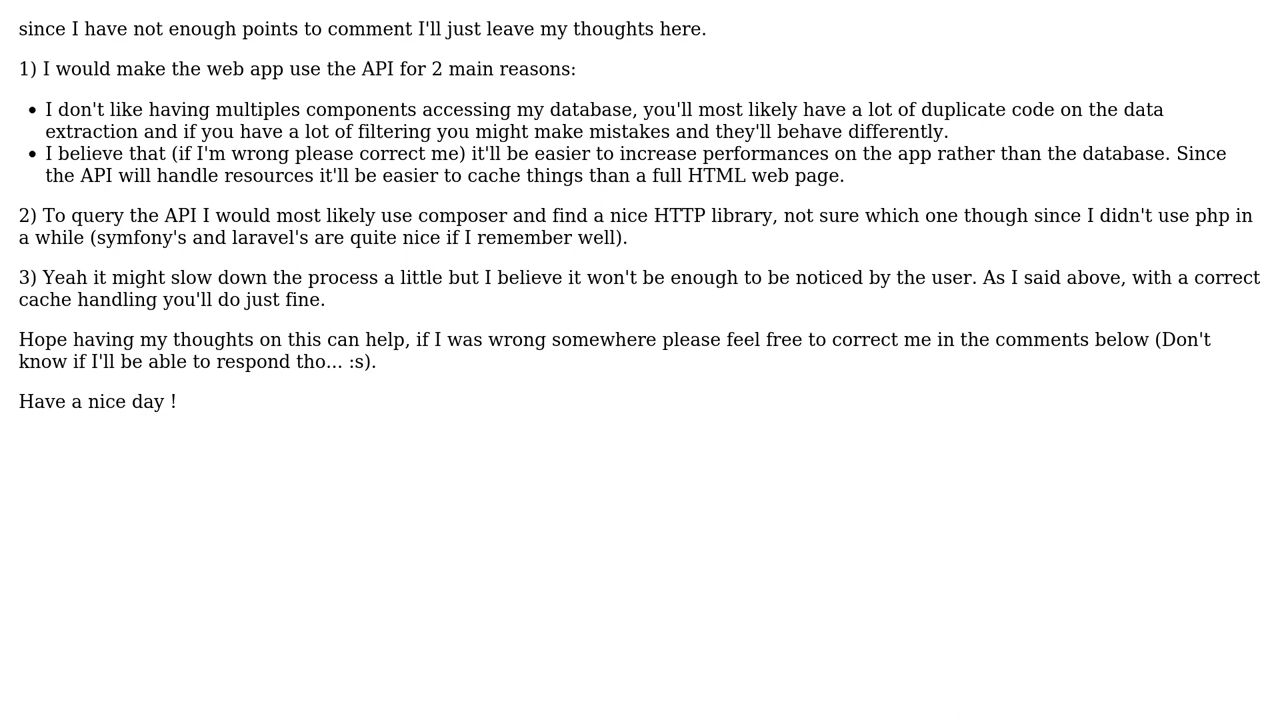 since I have not enough points to comment I'll just leave my thoughts here.
1) I would make the web app use the API for 2 main reasons:
• I don't like having multiples components accessing my database, you'll most likely have a lot of duplicate code on the data
extraction and if you have a lot of filtering you might make mistakes and they'll behave differently.
• I believe that (if I'm wrong please correct me) it'll be easier to increase performances on the app rather than the database. Since
the API will handle resources it'll be easier to cache things than a full HTML web page.
2) To query the API I would most likely use composer and find a nice HTTP library, not sure which one though since I didn't use php in
a while (symfony's and laravel's are quite nice if I remember well).
3) Yeah it might slow down the process a little but I believe it won't be enough to be noticed by the user. As I said above, with a correct
cache handling you'll do just fine.
Hope having my thoughts on this can help, if I was wrong somewhere please feel free to correct me in the comments below (Don't
know if I'll be able to respond tho... :s).
Have a nice day !